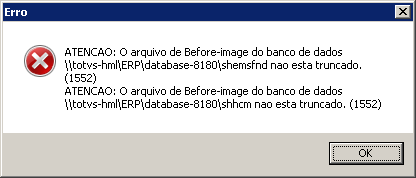 Erro
ATENCAO: O arquivo de Before-image do banco de dados
\\totvs-hml\ERP\database-8180\shemsfnd nao esta truncado.
(1552)
ATENCAO: O arquivo de Before-image do banco de dados
\\totvs-hml\ERP\database-8180\shhcm nao esta truncado. (1552)
OK